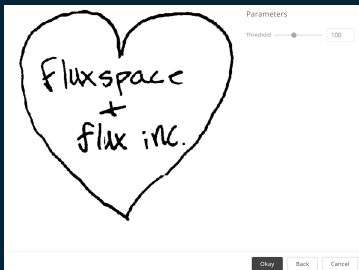 fluxspace
+
flux inc.
Parameters
Threshold 100
Okay Back Cancel